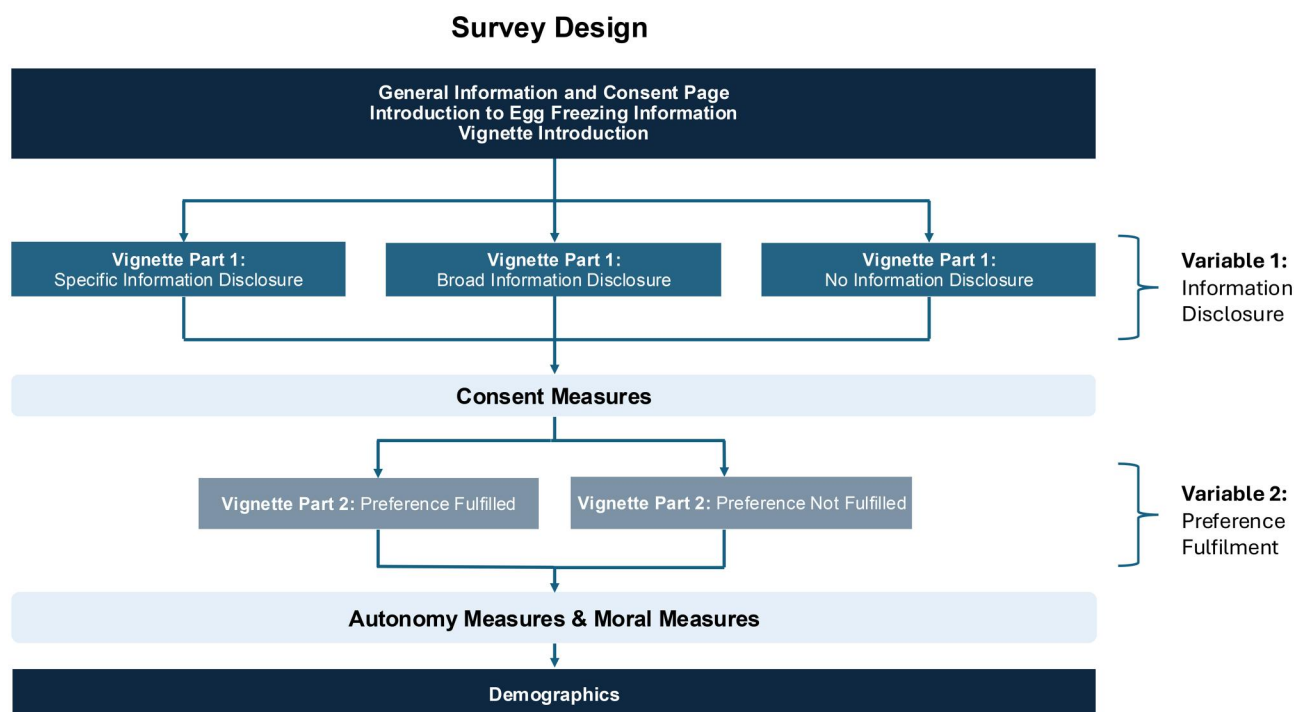 Survey Design
General Information and Consent Page
Introduction to Egg Freezing Information
Vignette Introduction
Vignette Part 1:
Specific Information Disclosure
Vignette Part 1:
Broad Information Disclosure
Vignette Part 1:
No Information Disclosure
Variable 1:
Information
Disclosure
Consent Measures
Vignette Part 2: Preference Fulfilled
Vignette Part 2: Preference Not Fulfilled
Variable 2:
Preference
Fulfilment
Autonomy Measures & Moral Measures
Demographics